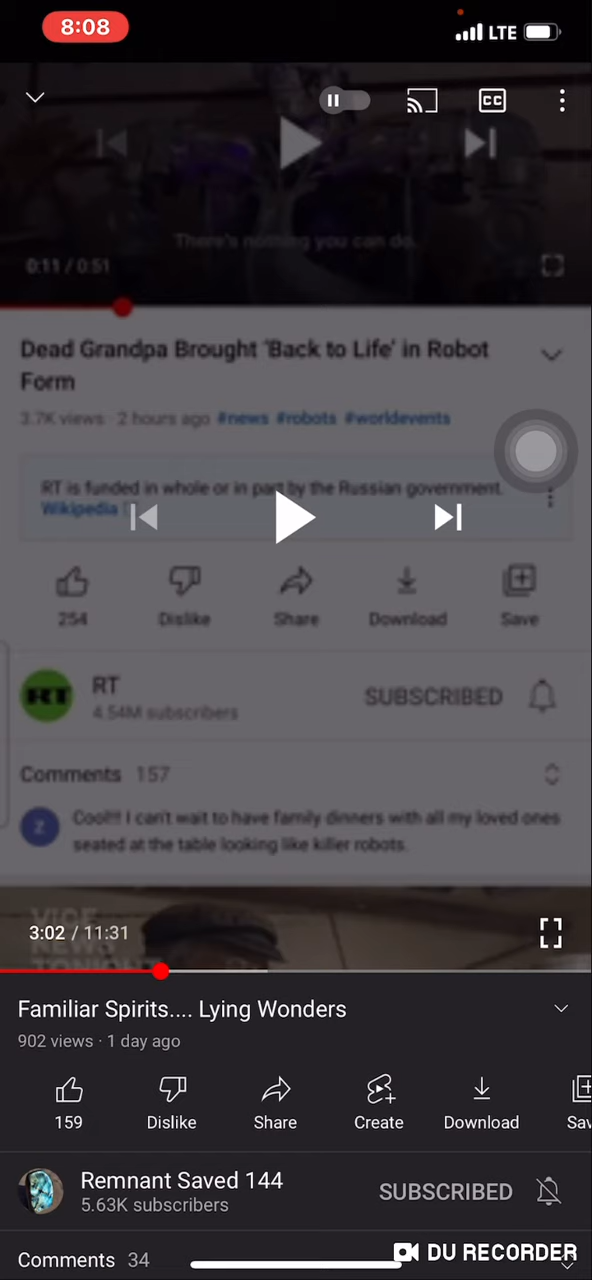 8:08
LTE
CC
There's nothing you can do.
0:11 / 0:51
Dead Grandpa Brought 'Back to Life' in Robot
Form
3.7K views · 2 hours ago #news #robots #worldevents
RT is funded in whole or in part by the Russian government.
Wikipedia
254
Dislike
Share
Download
Save
RT
RT
4.54M subscribers
SUBSCRIBED
Comments 157
Z
Cool!!! I can't wait to have family dinners with all my loved ones
seated at the table looking like killer robots.
VICE
TONIGHT
3:02 / 11:31
Familiar Spirits.... Lying Wonders
902 views · 1 day ago
159
Dislike
Share
Create
Download
Sav
Remnant Saved 144
5.63K subscribers
SUBSCRIBED
Comments 34
DU RECORDER